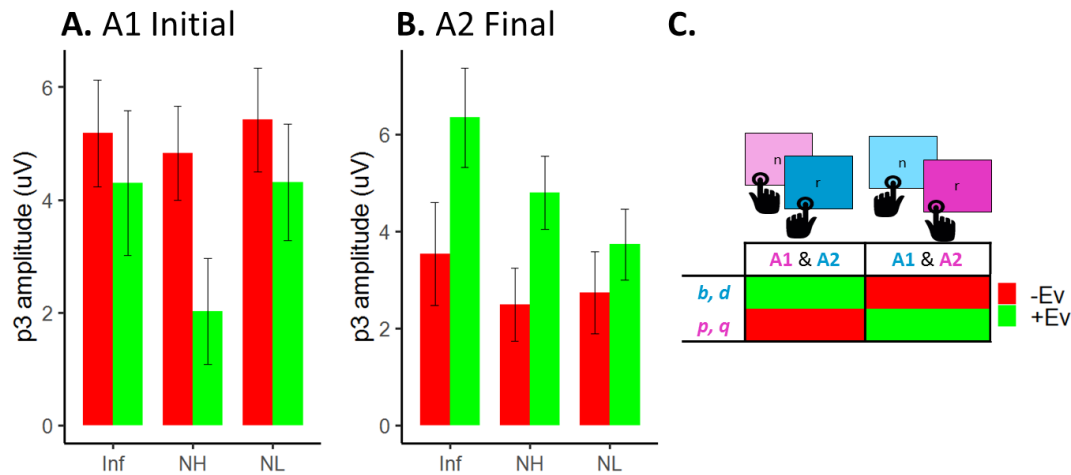 A. A1 Initial
p3 amplitude (uV)
6
4
2
0
Inf NH NL
B. A2 Final
p3 amplitude (uV)
6
4
2
0
Inf NH NL
C.
n
r
n
r
A1 & A2 A1 & A2
b, d
p, q
-Ev
+Ev